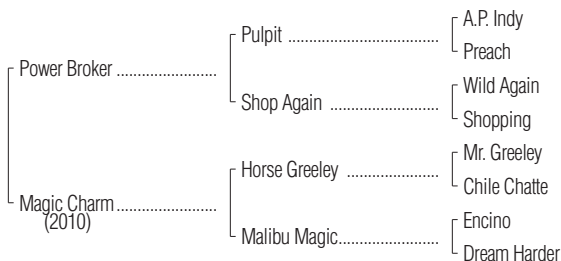 A.P. Indy
Pulpit ........................................
Preach
Power Broker ........................
Wild Again
Shop Again .............................
Shopping
Mr. Greeley
Horse Greeley ........................
Chile Chatte
Magic Charm ........................
(2010)
Encino
Malibu Magic..........................
Dream Harder